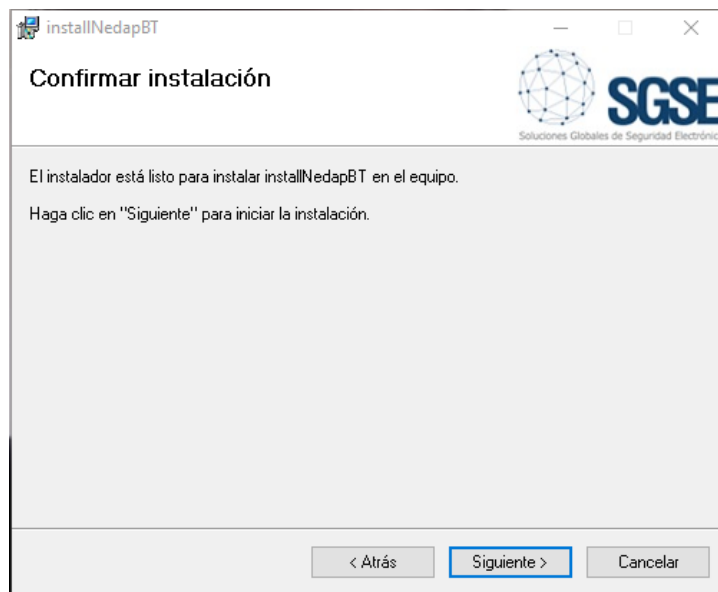 installNedapBT
Confirmar instalación
SGSE
Soluciones Globales de Seguridad Electrónic
El instalador está listo para instalar installNedapBT en el equipo.
Haga clic en "Siguiente" para iniciar la instalación.
< Atrás
Siguiente >
Cancelar